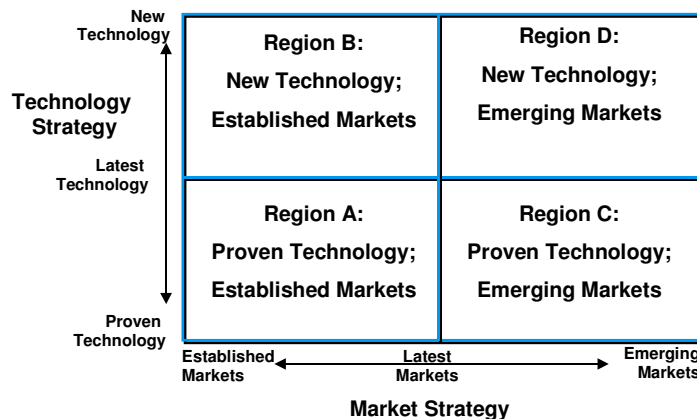 New
Technology
Technology
Strategy
Latest
Technology
Proven
Technology
Region B:
New Technology;
Established Markets
Region D:
New Technology;
Emerging Markets
Region A:
Proven Technology;
Established Markets
Region C:
Proven Technology;
Emerging Markets
Established
Markets
Latest
Markets
Emerging
Markets
Market Strategy